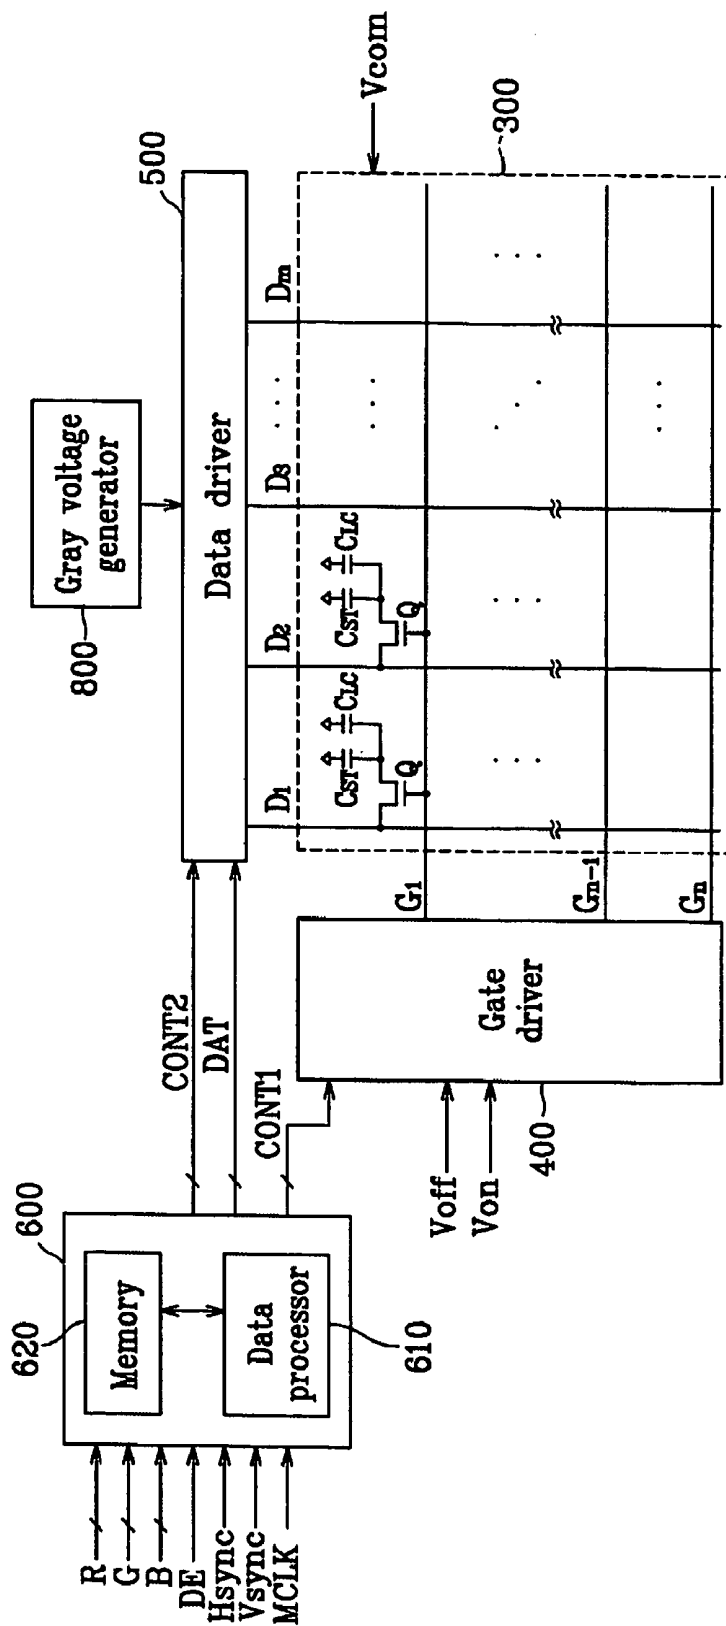 800
Gray voltage
generator
500
Data driver
CONT2
DAT
CONT1
600
620
Memory
Data
processor
610
R
G
B
DE
Hsync
Vsync
MCLK
Voff
Von
400
Gate
driver
G1
Gn-1
Gn
D1
D2
D3
. . .
Dm
Vcom
300
CST
CLC
Q
CST
CLC
Q